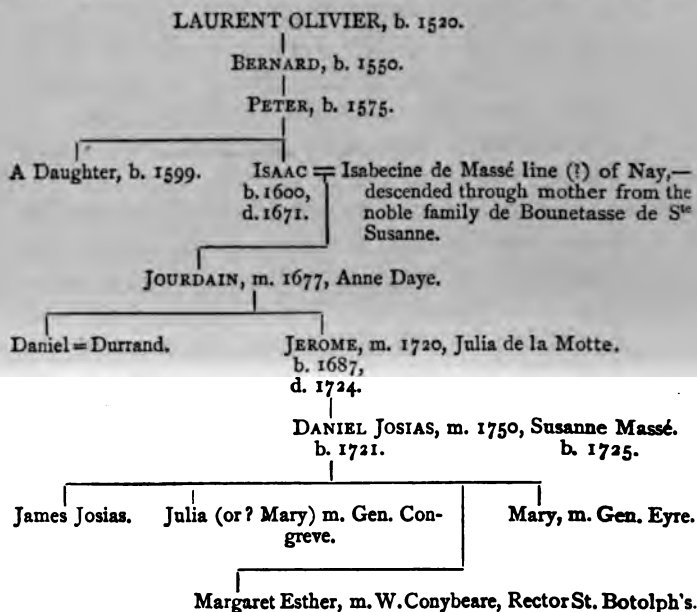 LAURENT OLIVIER, b. 1520.
BERNARD, b. 1550.
PETER, b. 1575.
A Daughter, b. 1599. ISAAC = Isabecine de Massé line (?) of Nay,—
b. 1600, descended through mother from the
d. 1671. noble family de Bounetasse de Ste
Susanne.
JOURDAIN, m. 1677, Anne Daye.
Daniel = Durrand. JEROME, m. 1720, Julia de la Motte.
b. 1687,
d. 1724.
DANIEL JOSIAS, m. 1750, Susanne Massé.
b. 1721. b. 1725.
James Josias. Julia (or ? Mary) m. Gen. Con-
greve. Mary, m. Gen. Eyre.
Margaret Esther, m. W. Conybeare, Rector St. Botolph's.